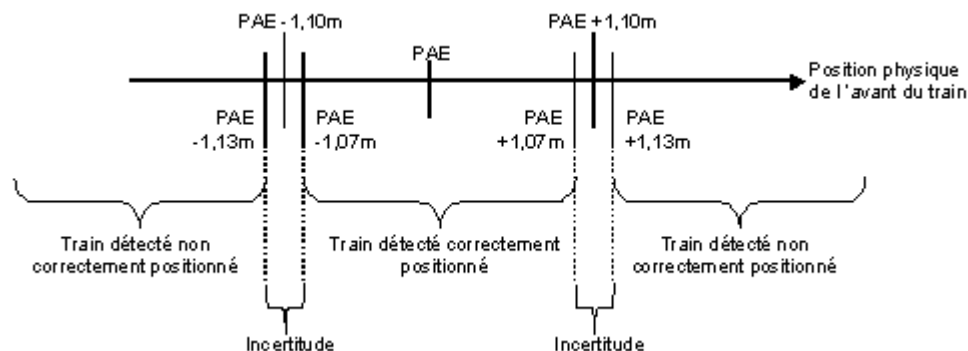 PAE - 1,10m
PAE +1,10m
PAE
Position physique
de l'avant du train
PAE
-1,13m
PAE
-1,07m
PAE
+1,07m
PAE
+1,13m
Train détecté non
correctement positionné
Train détecté correctement
positionné
Train détecté non
correctement positionné
Incertitude
Incertitude